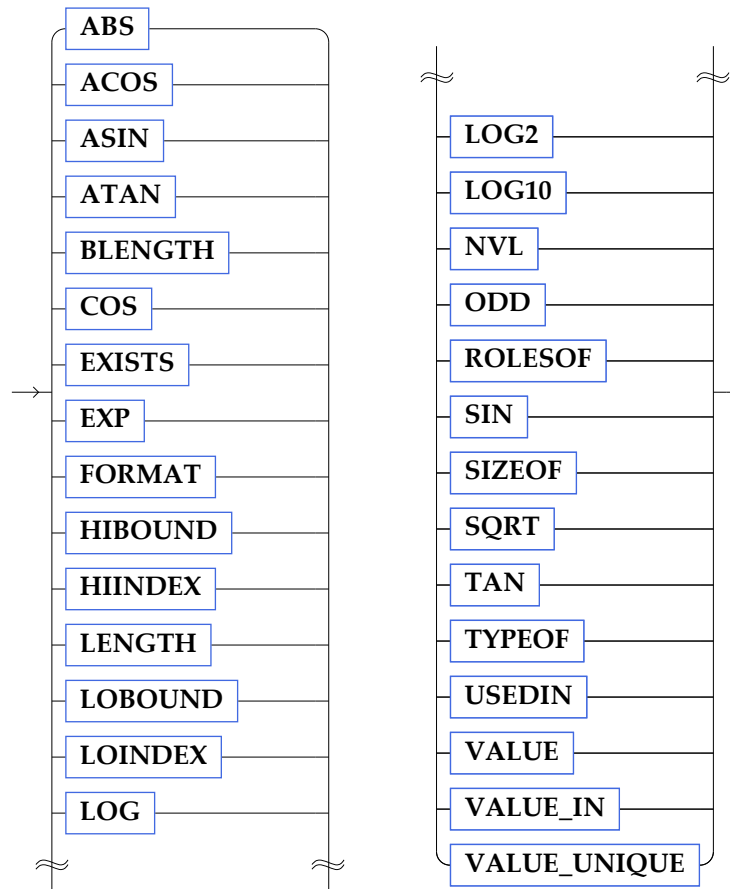 ABS
ACOS
ASIN
ATAN
BLENGTH
COS
EXISTS
EXP
FORMAT
HIBOUND
HIINDEX
LENGTH
LOBOUND
LOINDEX
LOG
LOG2
LOG10
NVL
ODD
ROLESOF
SIN
SIZEOF
SQRT
TAN
TYPEOF
USEDIN
VALUE
VALUE_IN
VALUE_UNIQUE